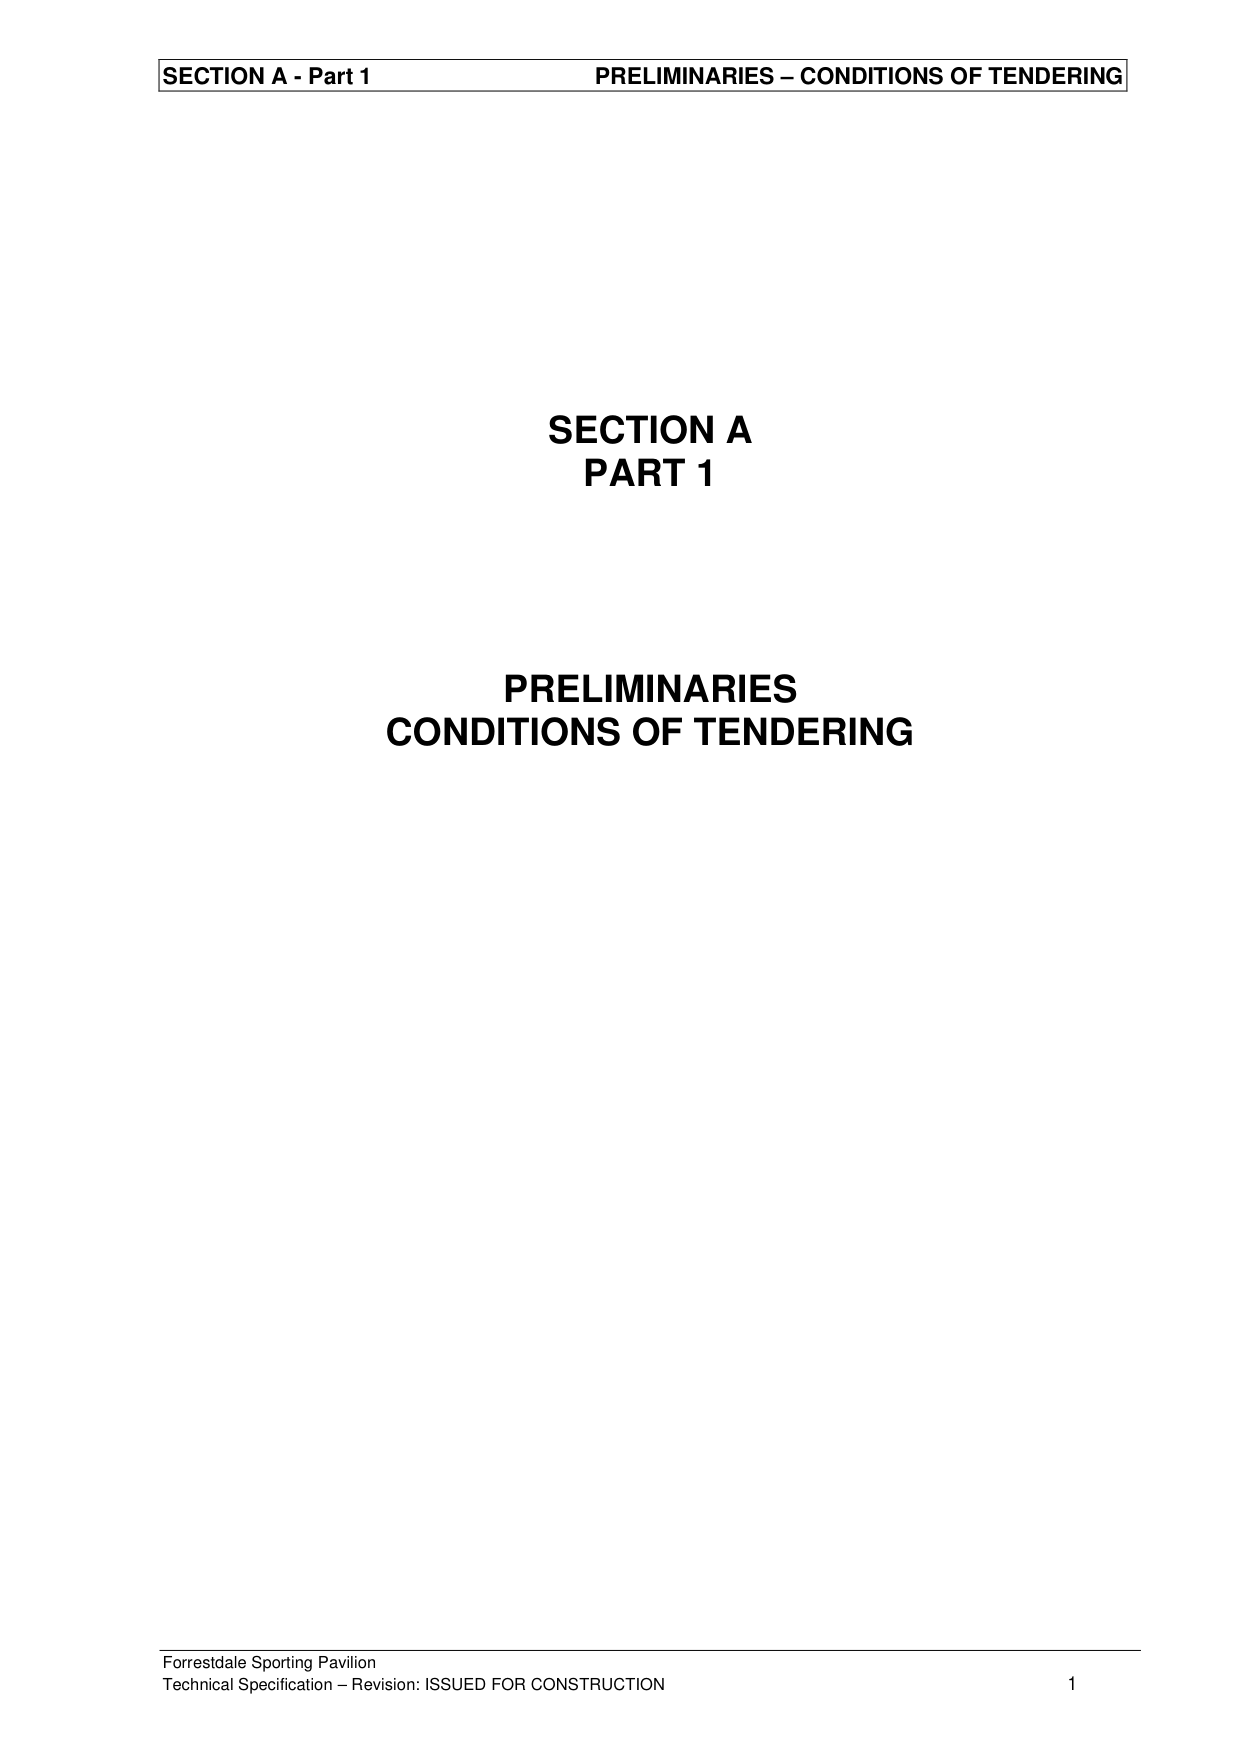 SECTION A - Part 1 PRELIMINARIES – CONDITIONS OF TENDERING
SECTION A
PART 1
PRELIMINARIES
CONDITIONS OF TENDERING
Forrestdale Sporting Pavilion
Technical Specification – Revision: ISSUED FOR CONSTRUCTION 1